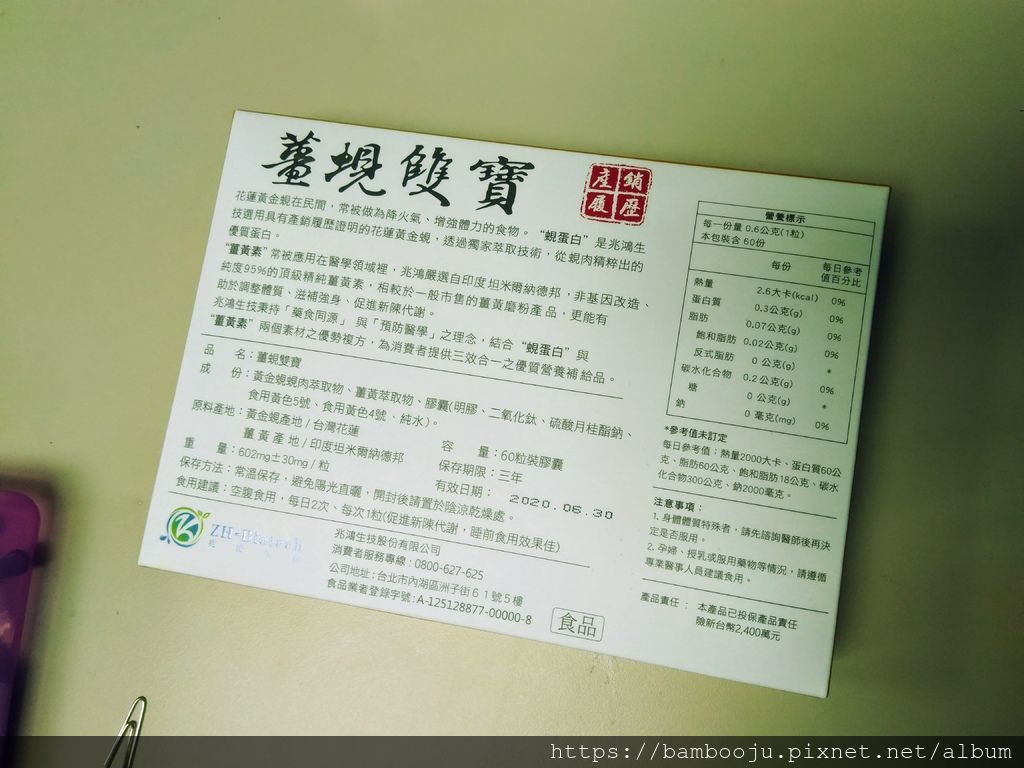 薑蜆雙寶
產銷
履歷
花蓮黃金蜆在民間，常被做為降火氣、增強體力的食物。"蜆蛋白"是兆鴻生
技選用具有產銷履歷證明的花蓮黃金蜆，透過獨家萃取技術，從蜆肉精粹出的
優質蛋白。
"薑黃素"常被應用在醫學領域裡，兆鴻嚴選自印度坦米爾納德邦，非基因改造、
純度95%的頂級精純薑黃素，相較於一般市售的薑黃磨粉產品，更能有
助於調整體質、滋補強身、促進新陳代謝。
兆鴻生技秉持「藥食同源」與「預防醫學」之理念，結合"蜆蛋白"與
"薑黃素"兩個素材之優勢複方，為消費者提供三效合一之優質營養補給品。
品 名：薑蜆雙寶
成 份：黃金蜆蜆肉萃取物、薑黃萃取物、膠囊(明膠、二氧化鈦、硫酸月桂酯鈉、
食用黃色5號、食用黃色4號、純水)。
原料產地：黃金蜆產地/台灣花蓮
薑黃產地/印度坦米爾納德邦
容 量：60粒裝膠囊
重 量：602mg±30mg/粒
保存期限：三年
有效日期： 2020.06.30
保存方法：常溫保存，避免陽光直曬，開封後請置於陰涼乾燥處。
食用建議：空腹食用，每日2次、每次1粒(促進新陳代謝，睡前食用效果佳)
ZH-Biotech
兆鴻生技股份有限公司
消費者服務專線：0800-627-625
公司地址：台北市內湖區洲子街61號5樓
食品業者登錄字號：A-125128877-00000-8
食品
營養標示
每一份量 0.6公克(1粒)
本包裝含 60份
每份 每日參考值百分比
熱量 2.6大卡(kcal) 0%
蛋白質 0.3公克(g) 0%
脂肪 0.07公克(g) 0%
飽和脂肪 0.02公克(g) 0%
反式脂肪 0 公克(g) *
碳水化合物 0.2 公克(g) 0%
糖 0 公克(g) *
鈉 0 毫克(mg) 0%
*參考值未訂定
每日參考值：熱量2000大卡、蛋白質60公
克、脂肪60公克、飽和脂肪18公克、碳水
化合物300公克、鈉2000毫克。
注意事項：
1. 身體體質特殊者，請先諮詢醫師後再決
定是否服用。
2. 孕婦、授乳或服用藥物等情況，請遵循
專業醫事人員建議食用。
產品責任： 本產品已投保產品責任
險新台幣2,400萬元
https://bambooju.pixnet.net/album